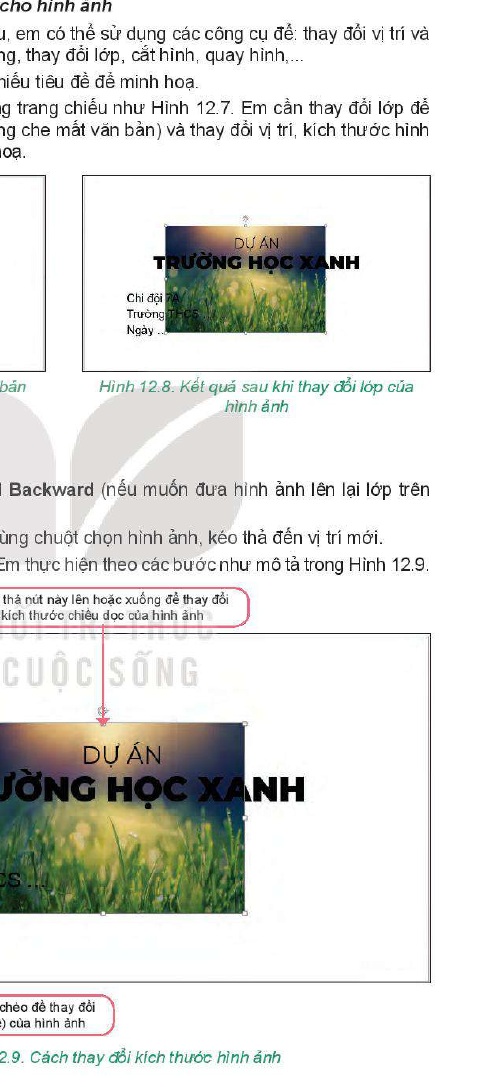 cho hình ảnh
u, em có thể sử dụng các công cụ để: thay đổi vị trí và
ng, thay đổi lớp, cắt hình, quay hình,...
hiếu tiêu đề để minh hoạ.
ng trang chiếu như Hình 12.7. Em cần thay đổi lớp để
ng che mất văn bản) và thay đổi vị trí, kích thước hình
hoạ.
DỰ ÁN
TRƯỜNG HỌC XANH
Chi đội 7A
Trường THCS ...
Ngày ...
bản
Hình 12.8. Kết quả sau khi thay đổi lớp của
hình ảnh
d Backward (nếu muốn đưa hình ảnh lên lại lớp trên
ùng chuột chọn hình ảnh, kéo thả đến vị trí mới.
Em thực hiện theo các bước như mô tả trong Hình 12.9.
thả nút này lên hoặc xuống để thay đổi
kích thước chiều dọc của hình ảnh
NỐI TRI THỨC
CUỘC SỐNG
DỰ ÁN
ƯỜNG HỌC XANH
CS ...
chéo để thay đổi
) của hình ảnh
2.9. Cách thay đổi kích thước hình ảnh